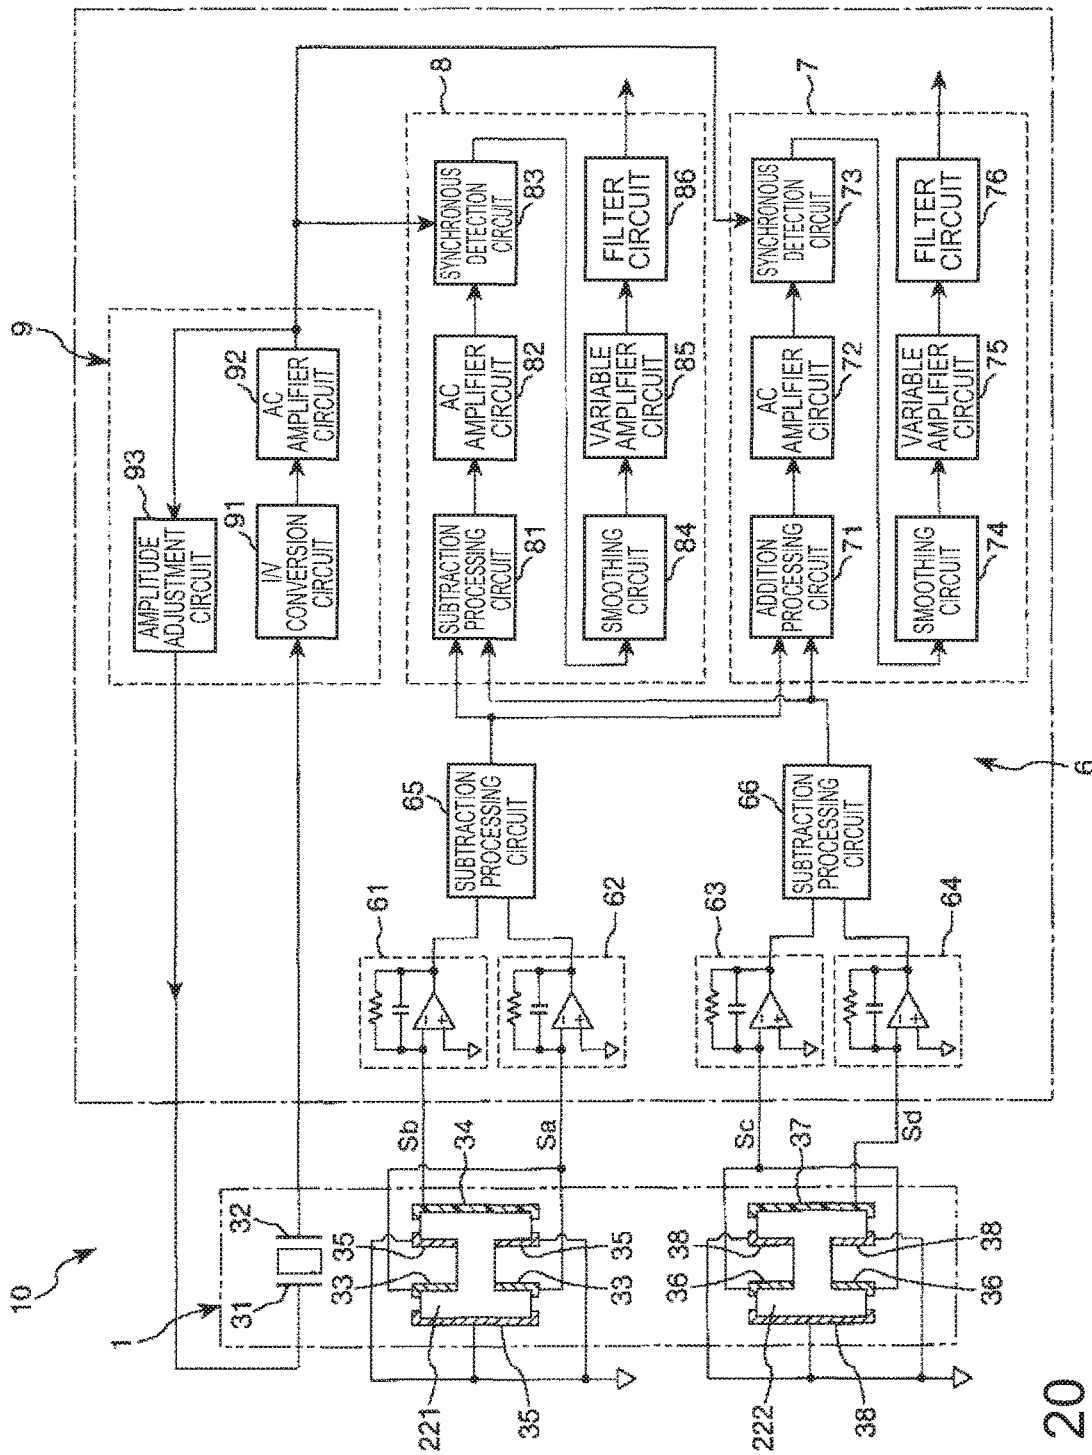 10
1
31
32
9
93
AMPLITUDE
ADJUSTMENT
CIRCUIT
91
I/V
CONVERSION
CIRCUIT
92
AC
AMPLIFIER
CIRCUIT
8
221
33
35
34
33
35
35
Sb
Sa
61
62
65
SUBTRACTION
PROCESSING
CIRCUIT
SUBTRACTION
PROCESSING
CIRCUIT
81
AC
AMPLIFIER
CIRCUIT
82
SYNCHRONOUS
DETECTION
CIRCUIT
83
SMOOTHING
CIRCUIT
84
VARIABLE
AMPLIFIER
CIRCUIT
85
FILTER
CIRCUIT
86
7
222
36
38
37
36
38
38
Sc
Sd
63
64
66
SUBTRACTION
PROCESSING
CIRCUIT
ADDITION
PROCESSING
CIRCUIT
71
AC
AMPLIFIER
CIRCUIT
72
SYNCHRONOUS
DETECTION
CIRCUIT
73
SMOOTHING
CIRCUIT
74
VARIABLE
AMPLIFIER
CIRCUIT
75
FILTER
CIRCUIT
76
6
20